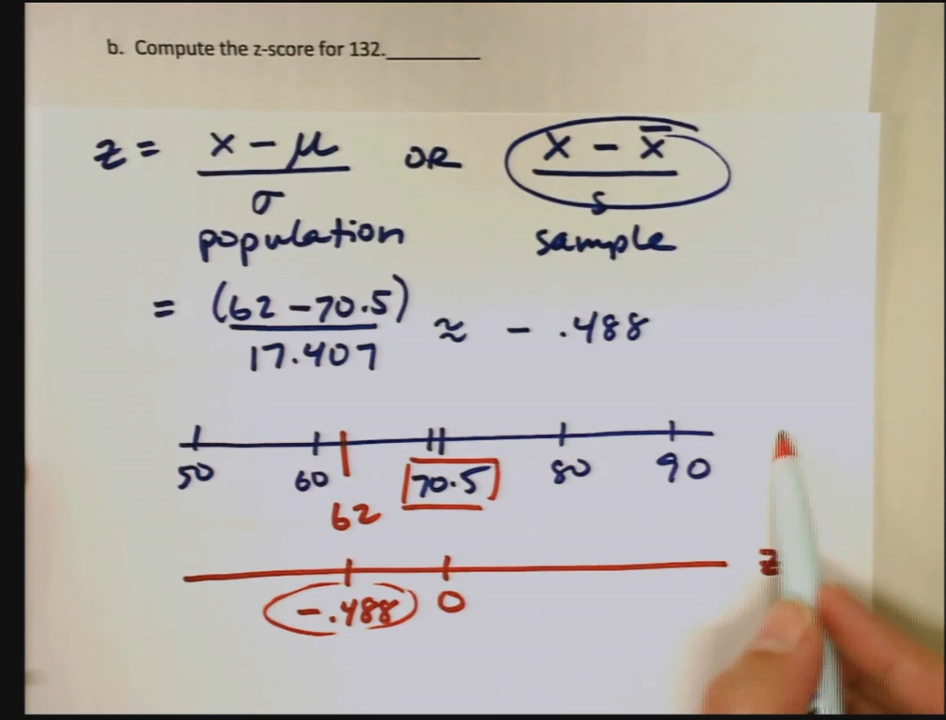 b. Compute the z-score for 132.__________
z = x - μ / σ OR x - x̄ / s
population sample
= (62 - 70.5) / 17.407 ≈ - .488
50 60 70.5 80 90
62
z
-.488 0